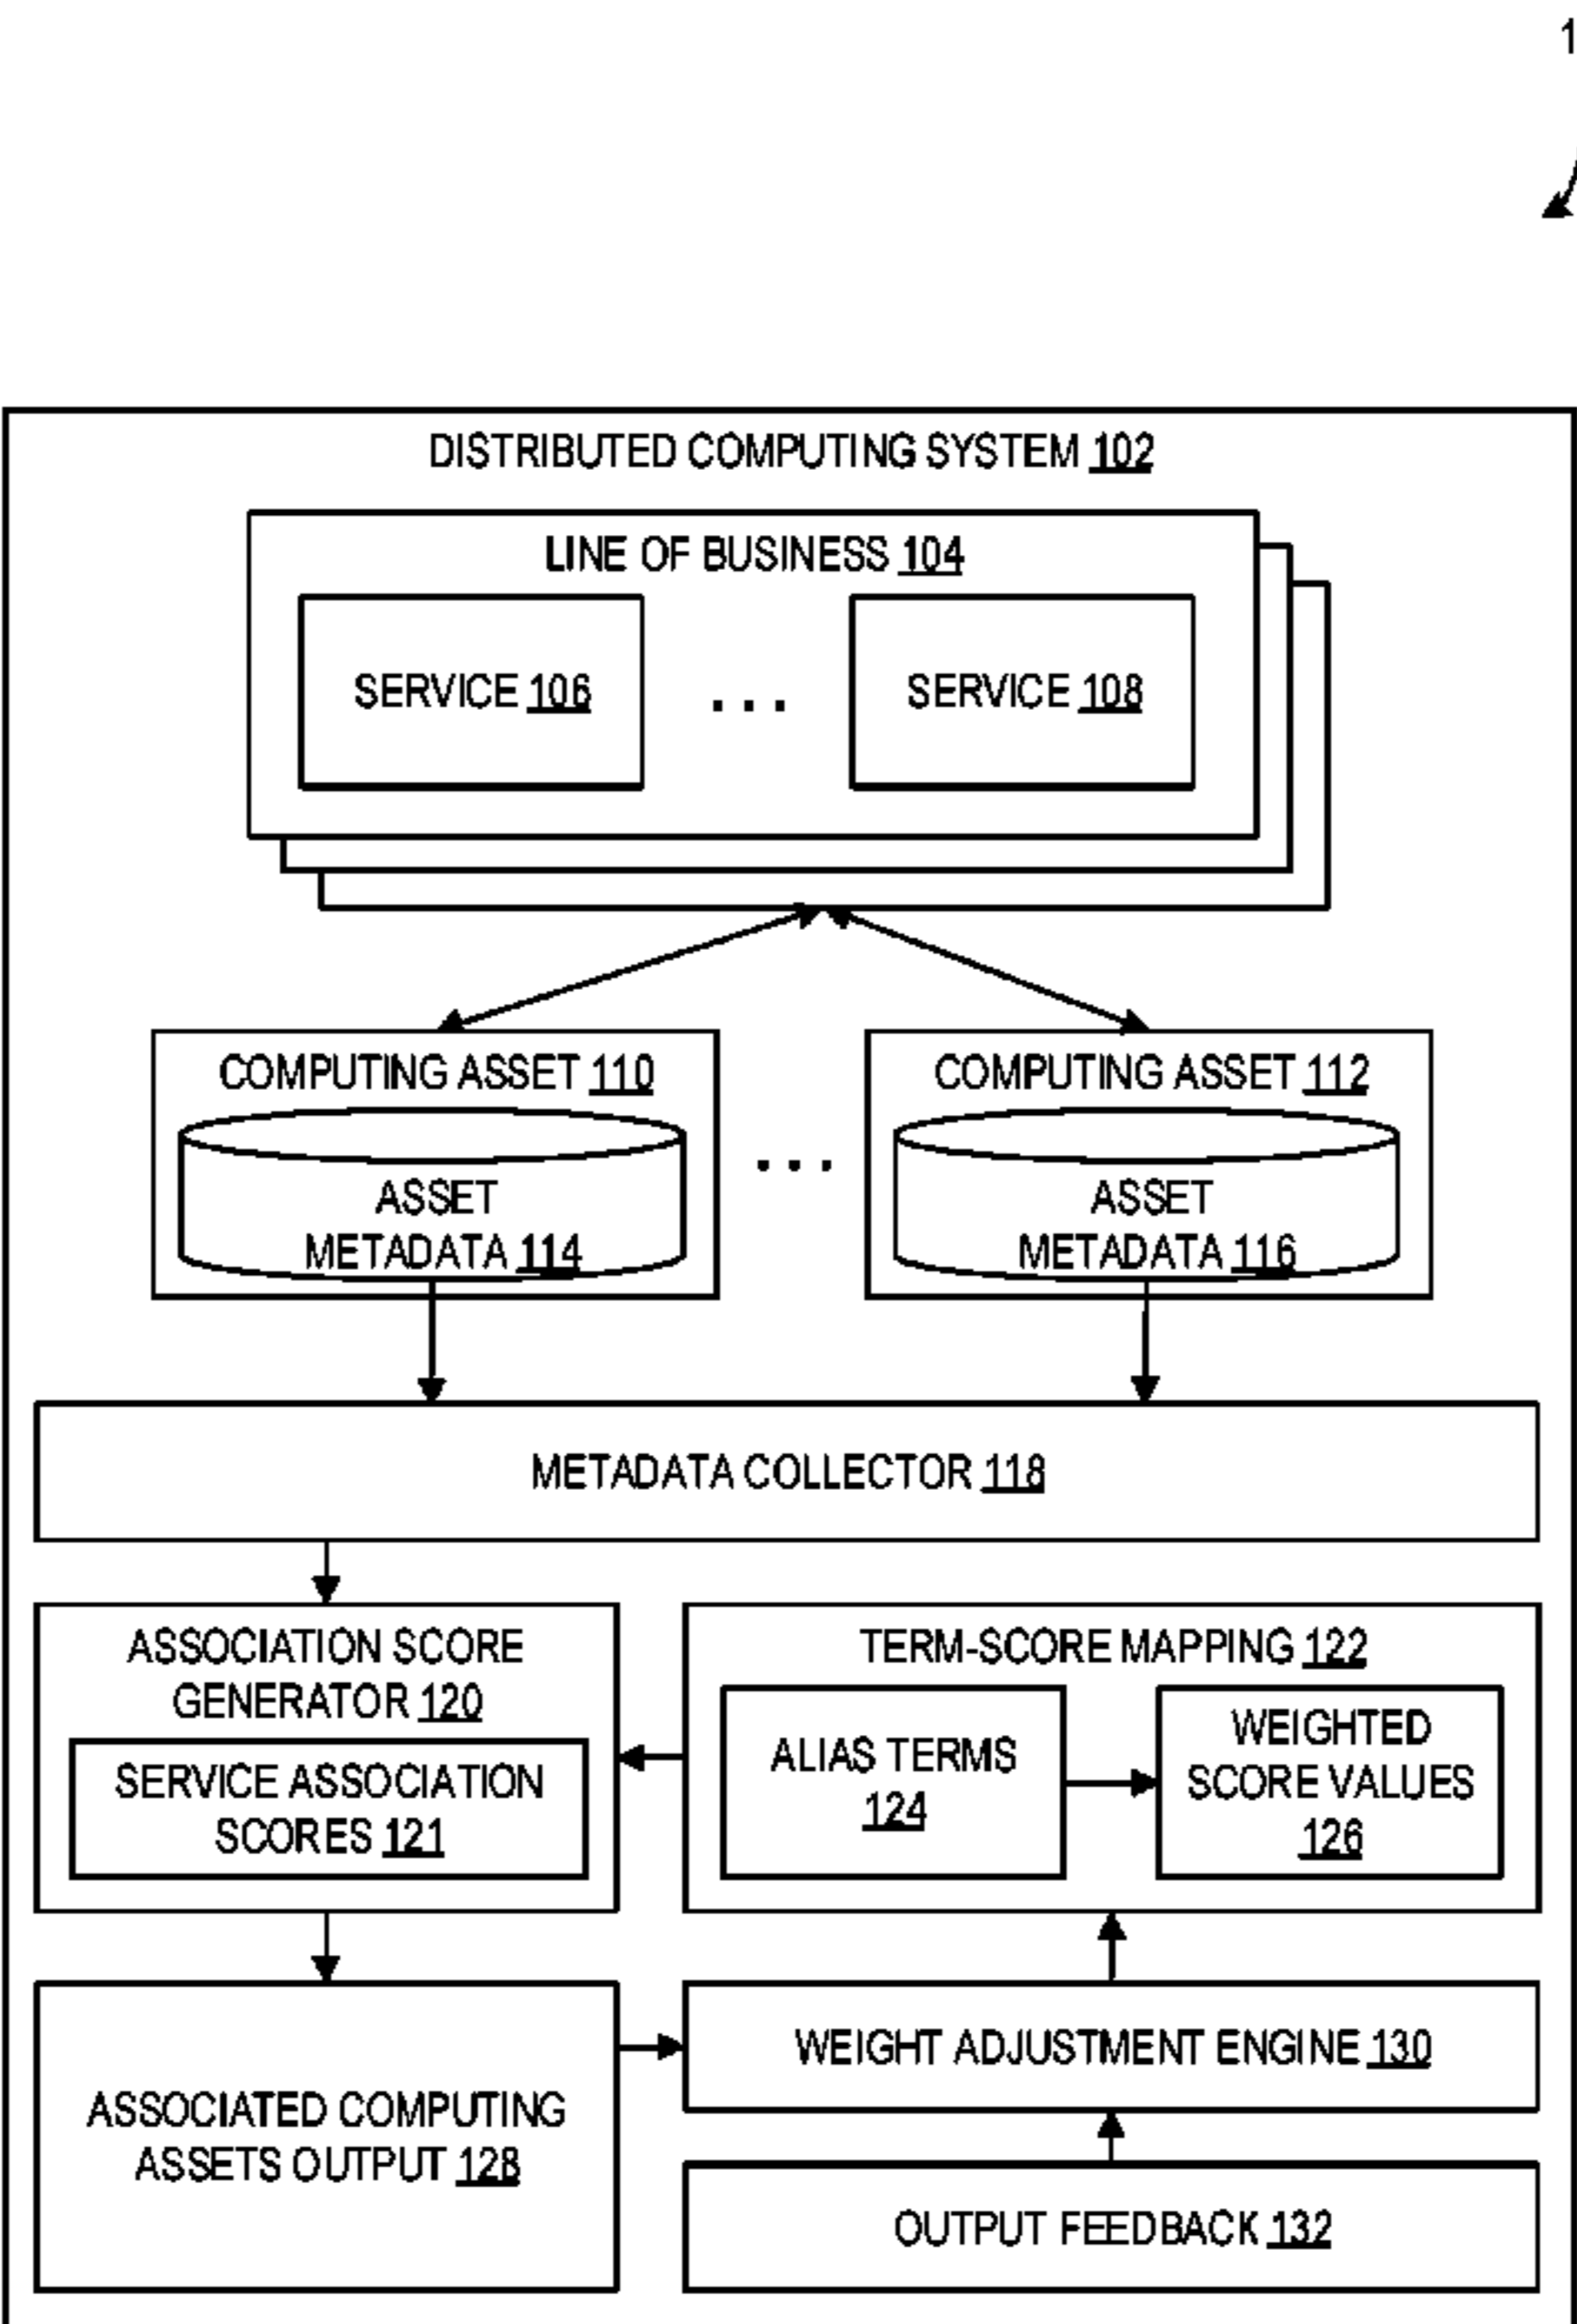 1
DISTRIBUTED COMPUTING SYSTEM 102
LINE OF BUSINESS 104
SERVICE 106
...
SERVICE 108
COMPUTING ASSET 110
ASSET
METADATA 114
...
COMPUTING ASSET 112
ASSET
METADATA 116
METADATA COLLECTOR 118
ASSOCIATION SCORE
GENERATOR 120
SERVICE ASSOCIATION
SCORES 121
TERM-SCORE MAPPING 122
ALIAS TERMS
124
WEIGHTED
SCORE VALUES
126
ASSOCIATED COMPUTING
ASSETS OUTPUT 128
WEIGHT ADJUSTMENT ENGINE 130
OUTPUT FEEDBACK 132